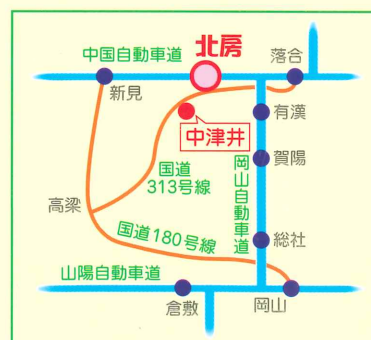 北房
中国自動車道
落合
新見
有漢
中津井
賀陽
国道
313号線
岡山自動車道
高梁
国道180号線
総社
山陽自動車道
倉敷
岡山